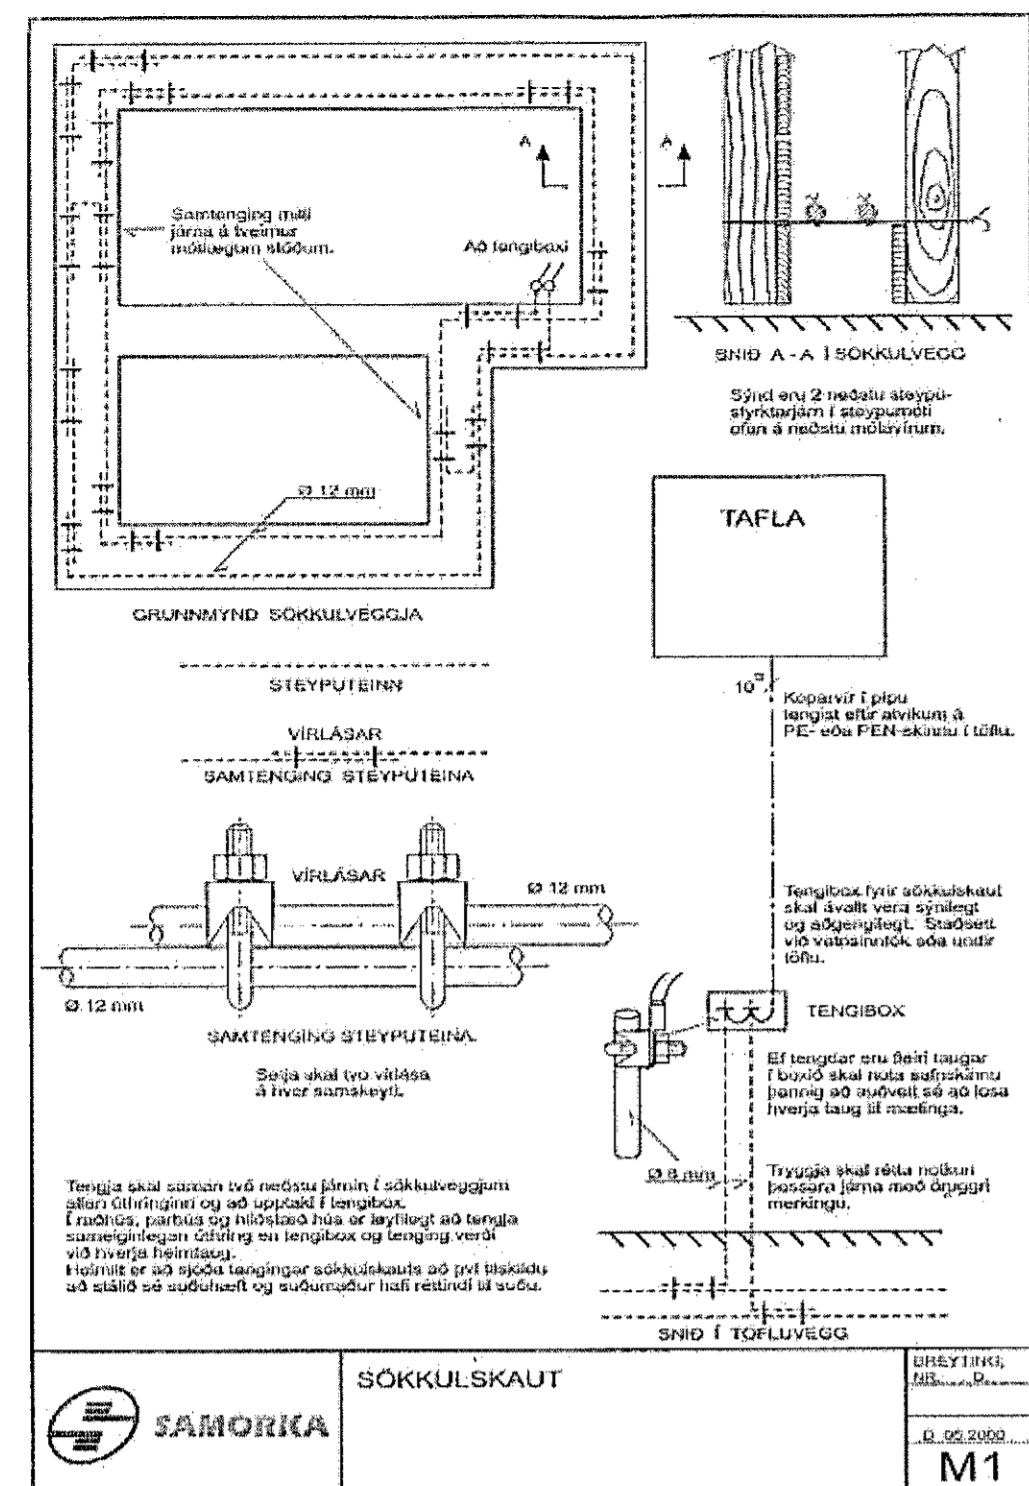 A
A
Samtenging milli
járna á tveimur
mótlægum stöðum.
Að tengiboxi
Ø 12 mm
GRUNNMYND SÖKKULVEGGJA
SNIÐ A - A Í SÖKKULVEGG
Sýnd eru 2 neðstu steypu-
styrktarjárn í steypumóti
ofan á neðstu mótavírum.
STEYPUTEINN
VÍRLÁSAR
SAMTENGING STEYPUTEINA
VÍRLÁSAR
Ø 12 mm
Ø 12 mm
SAMTENGING STEYPUTEINA.
Setja skal tvo vírlása
á hver samskeyti.
TAFLA
10
Koparvír í pípu
tengist eftir atvikum á
PE- eða PEN-skinnu í töflu.
Tengibox fyrir sökkulskaut
skal ávallt vera sýnilegt
og aðgengilegt. Staðsett
við vatnsinntök eða undir
töflu.
TENGIBOX
Ef tengdar eru fleiri taugar
í boxið skal nota safnskinnu
þannig að auðvelt sé að losa
hverja taug til mælinga.
Ø 8 mm
Tryggja skal rétta notkun
þessara járna með öruggri
merkingu.
SNIÐ Í TÖFLUVEGG
Tengja skal saman tvö neðstu járnin í sökkulveggjum
allan úthringinn og að upptaki í tengibox.
Í raðhús, parhús og hliðstæð hús er leyfilegt að tengja
sameiginlegan úthring en tengibox og tenging verði
við hverja heimtaug.
Heimilt er að sjóða tengingar sökkulskauts að því tilskildu
að stálið sé suðuhæft og suðumaður hafi réttindi til suðu.
SAMORKA
SÖKKULSKAUT
BREYTING;
NR. D.
D. 05.2000
M1